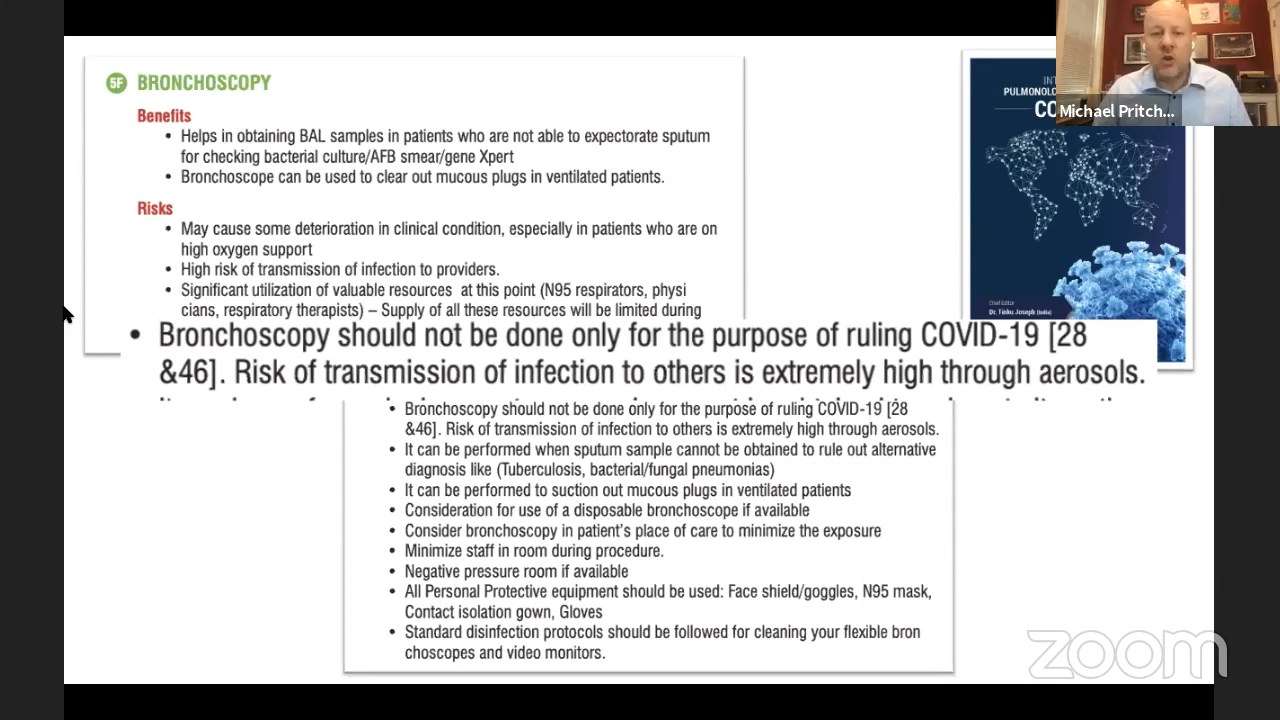 5F BRONCHOSCOPY
Benefits
• Helps in obtaining BAL samples in patients who are not able to expectorate sputum
for checking bacterial culture/AFB smear/gene Xpert
• Bronchoscope can be used to clear out mucous plugs in ventilated patients.
Risks
• May cause some deterioration in clinical condition, especially in patients who are on
high oxygen support
• High risk of transmission of infection to providers.
• Significant utilization of valuable resources at this point (N95 respirators, physi
cians, respiratory therapists) – Supply of all these resources will be limited during
• Bronchoscopy should not be done only for the purpose of ruling COVID-19 [28
&46]. Risk of transmission of infection to others is extremely high through aerosols.
• Bronchoscopy should not be done only for the purpose of ruling COVID-19 [28
&46]. Risk of transmission of infection to others is extremely high through aerosols.
• It can be performed when sputum sample cannot be obtained to rule out alternative
diagnosis like (Tuberculosis, bacterial/fungal pneumonias)
• It can be performed to suction out mucous plugs in ventilated patients
• Consideration for use of a disposable bronchoscope if available
• Consider bronchoscopy in patient's place of care to minimize the exposure
• Minimize staff in room during procedure.
• Negative pressure room if available
• All Personal Protective equipment should be used: Face shield/goggles, N95 mask,
Contact isolation gown, Gloves
• Standard disinfection protocols should be followed for cleaning your flexible bron
choscopes and video monitors.
INT
PULMONOLO
CO
Chief Editor
Dr. Tinku Joseph (India)
Michael Pritch...
zoom